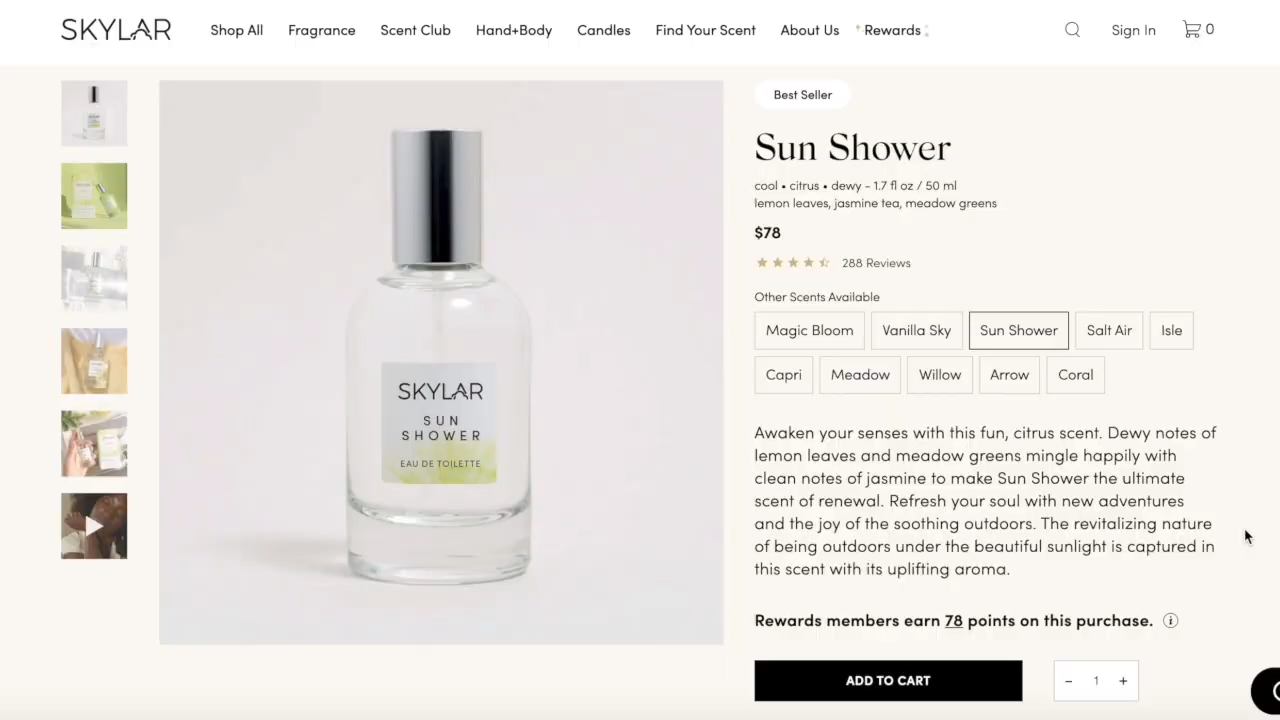 SKYLAR
Shop All
Fragrance
Scent Club
Hand+Body
Candles
Find Your Scent
About Us
Rewards
Sign In
0
SKYLAR
SUN
SHOWER
EAU DE TOILETTE
Best Seller
Sun Shower
cool • citrus • dewy - 1.7 fl oz / 50 ml
lemon leaves, jasmine tea, meadow greens
$78
288 Reviews
Other Scents Available
Magic Bloom
Vanilla Sky
Sun Shower
Salt Air
Isle
Capri
Meadow
Willow
Arrow
Coral
Awaken your senses with this fun, citrus scent. Dewy notes of
lemon leaves and meadow greens mingle happily with
clean notes of jasmine to make Sun Shower the ultimate
scent of renewal. Refresh your soul with new adventures
and the joy of the soothing outdoors. The revitalizing nature
of being outdoors under the beautiful sunlight is captured in
this scent with its uplifting aroma.
Rewards members earn 78 points on this purchase.
ADD TO CART
- 1 +